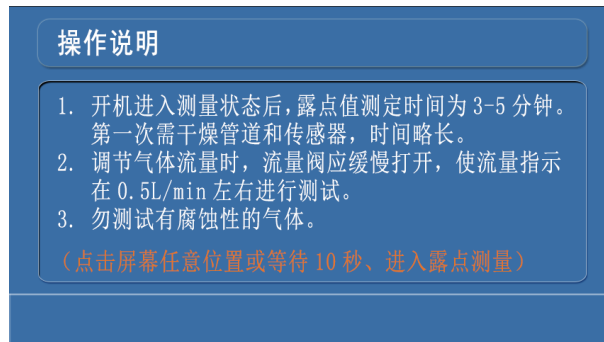 操作说明
1. 开机进入测量状态后,露点值测定时间为3-5分钟。
第一次需干燥管道和传感器，时间略长。
2. 调节气体流量时，流量阀应缓慢打开，使流量指示
在0.5L/min左右进行测试。
3. 勿测试有腐蚀性的气体。
（点击屏幕任意位置或等待10秒、进入露点测量）